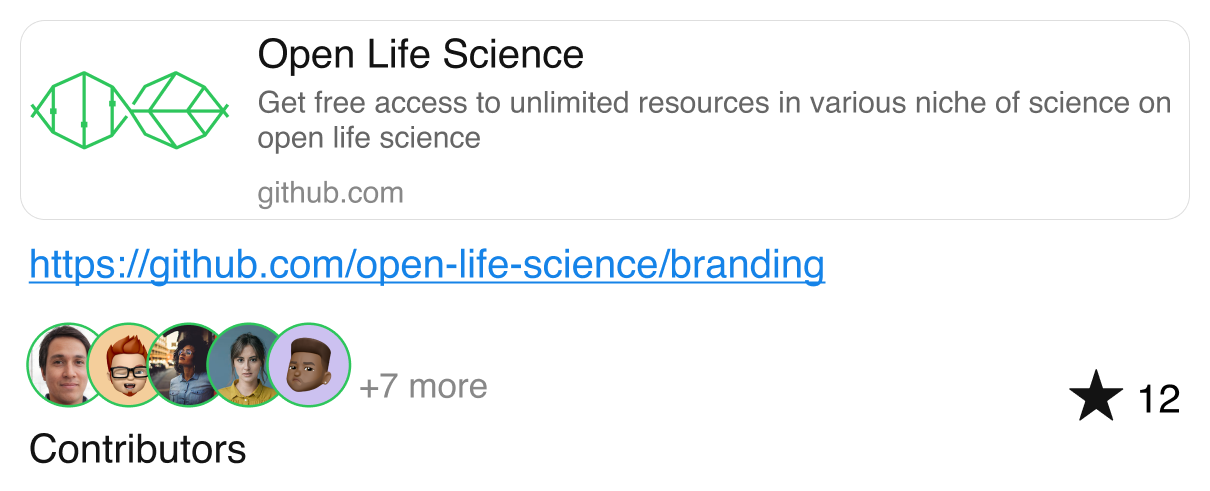 Open Life Science
Get free access to unlimited resources in various niche of science on
open life science
github.com
https://github.com/open-life-science/branding
+7 more
12
Contributors